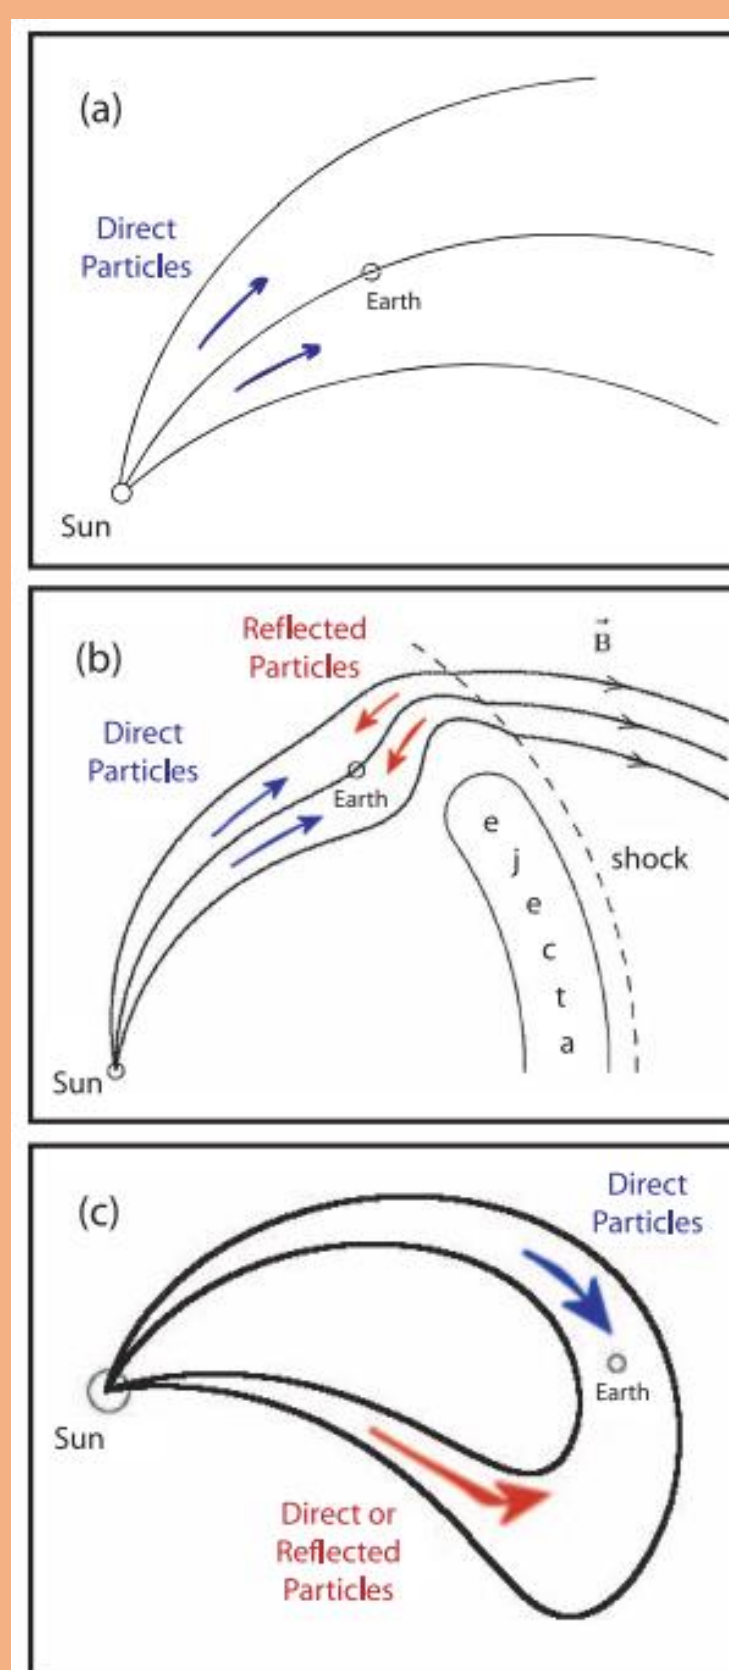 (a)
Direct
Particles
Earth
Sun
(b)
Reflected
Particles
B⃗
Direct
Particles
Earth
shock
e
j
e
c
t
a
Sun
(c)
Direct
Particles
Earth
Sun
Direct or
Reflected
Particles